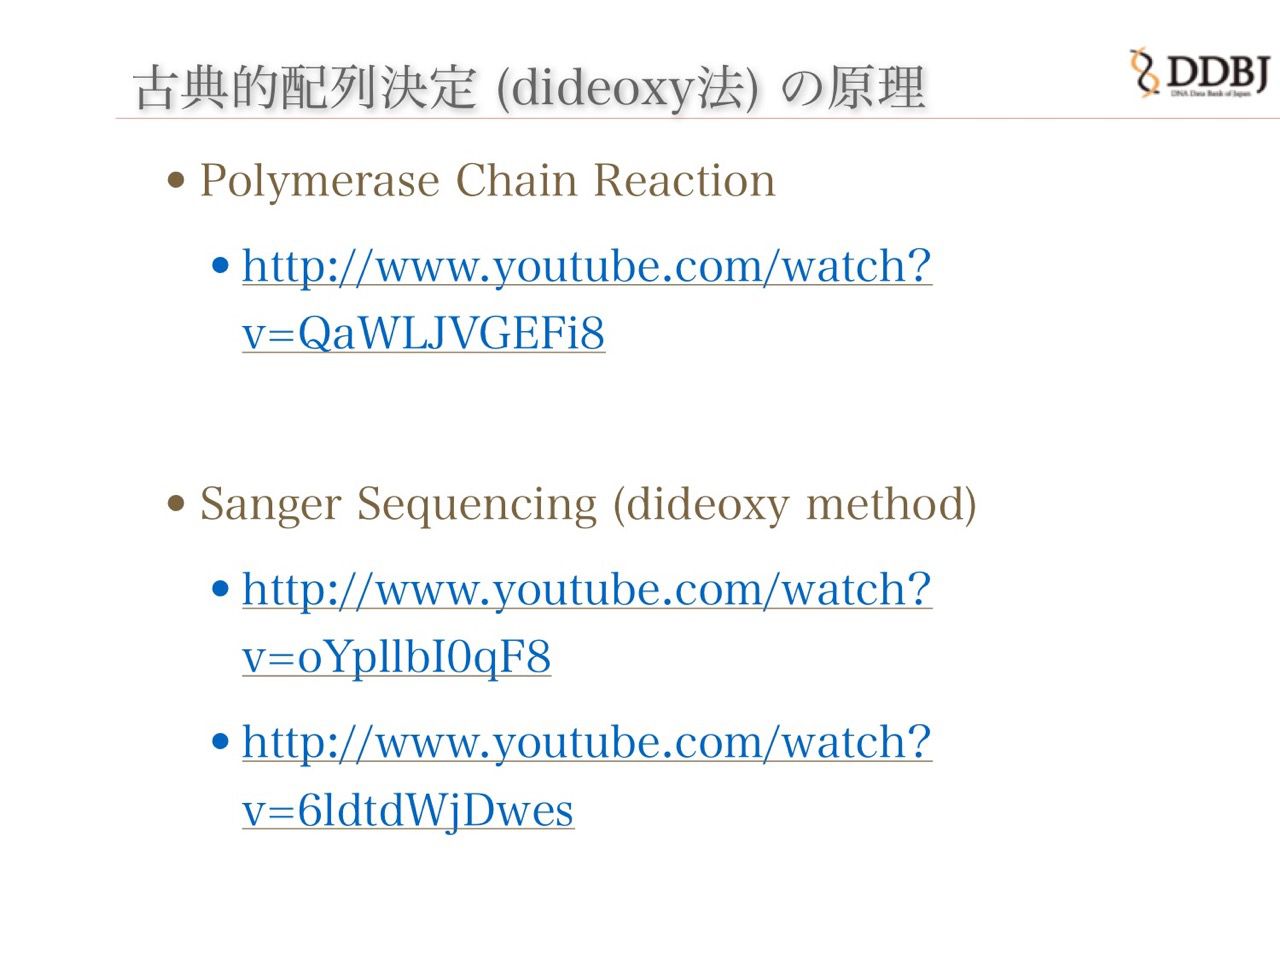 古典的配列決定 (dideoxy法) の原理
DDBJ
DNA Data Bank of Japan
• Polymerase Chain Reaction
• http://www.youtube.com/watch?
v=QaWLJVGEFi8
• Sanger Sequencing (dideoxy method)
• http://www.youtube.com/watch?
v=oYpllbI0qF8
• http://www.youtube.com/watch?
v=6ldtdWjDwes